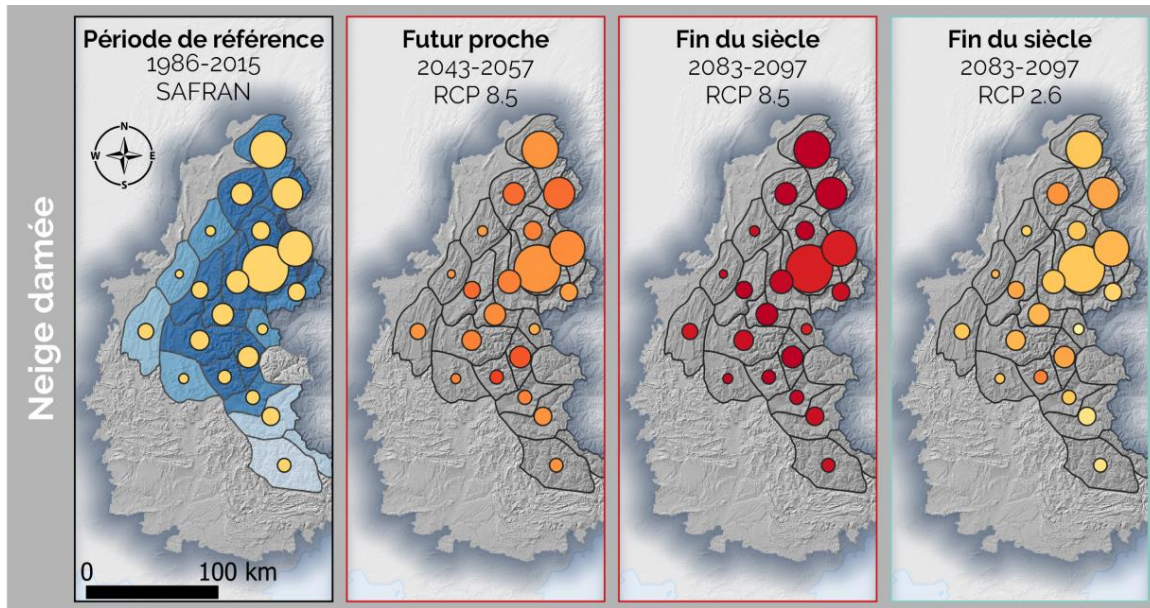 Neige damée
Période de référence
1986-2015
SAFRAN
N
W E
S
0 100 km
Futur proche
2043-2057
RCP 8.5
Fin du siècle
2083-2097
RCP 8.5
Fin du siècle
2083-2097
RCP 2.6